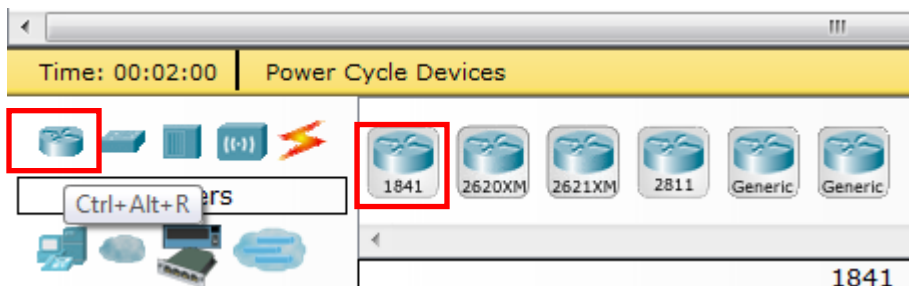 Time: 00:02:00 Power Cycle Devices
1841 2620XM 2621XM 2811 Generic Generic
Ctrl+Alt+R
ers
1841